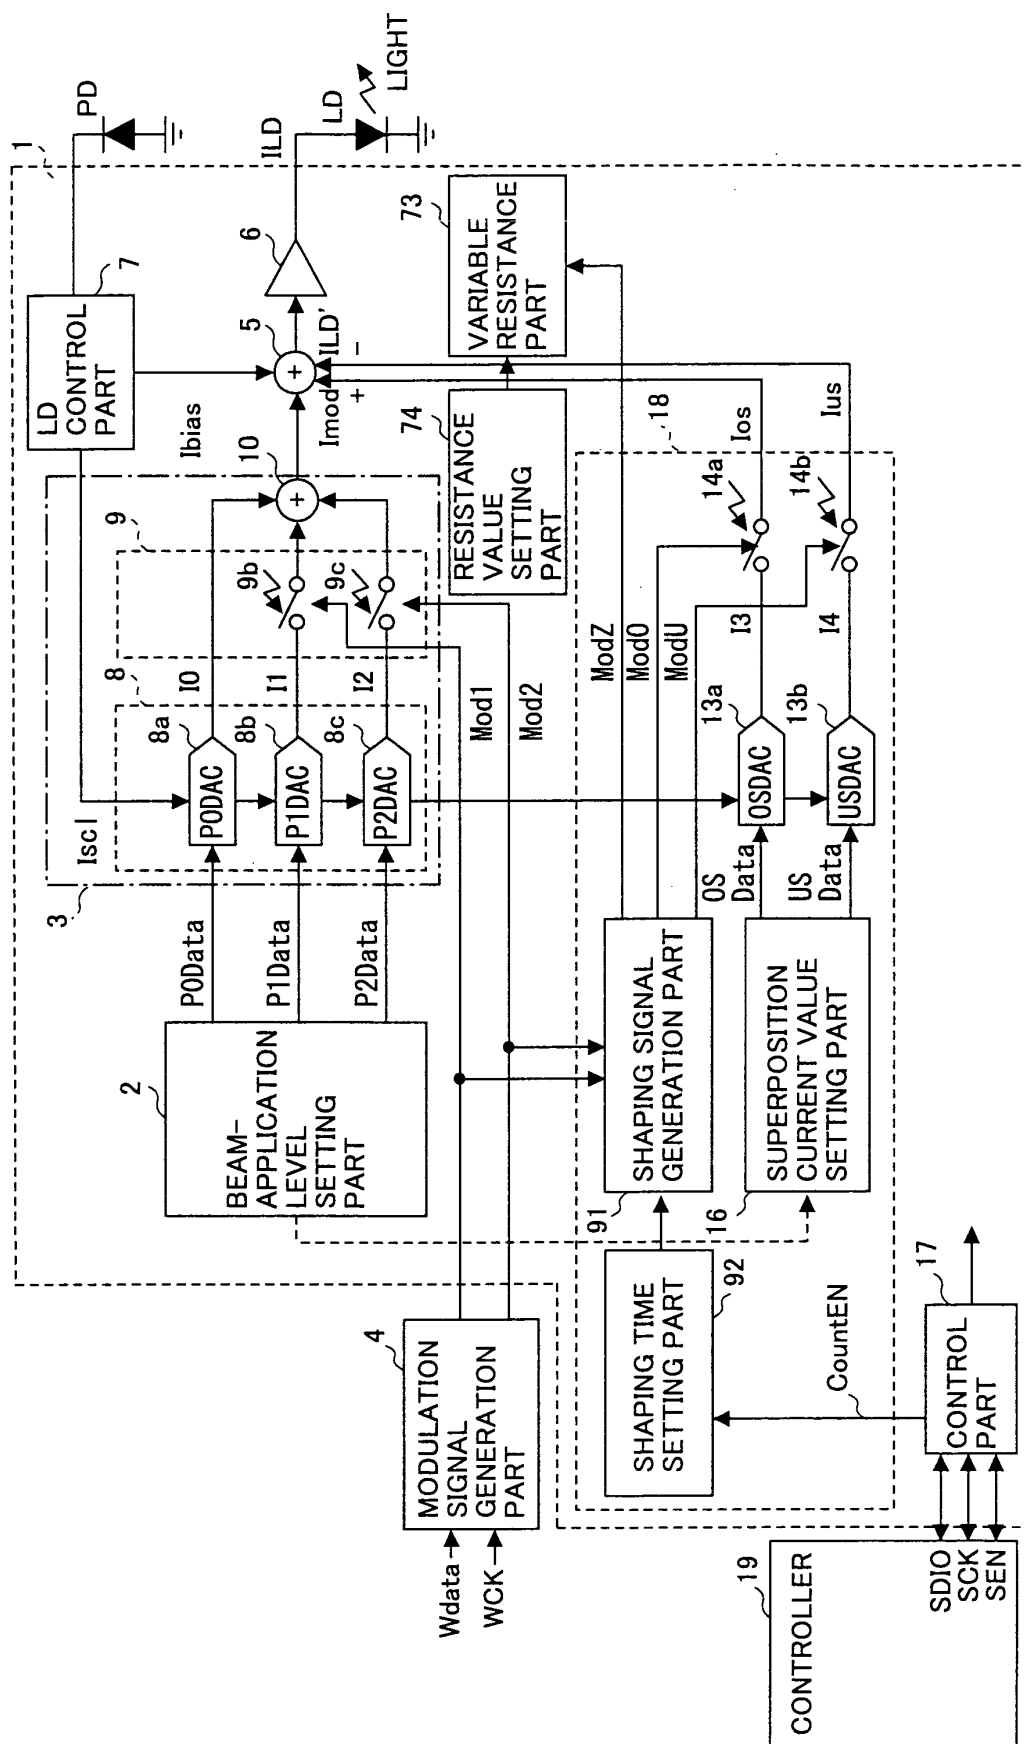 1
PD
LD
LIGHT
ILD
7
LD
CONTROL
PART
6
5
ILD'
Imod
+
-
+
Ibias
10
+
73
VARIABLE
RESISTANCE
PART
74
RESISTANCE
VALUE
SETTING
PART
9
9b
9c
8
I0
I1
I2
8a
8b
8c
P0DAC
P1DAC
P2DAC
Iscl
3
P0Data
P1Data
P2Data
2
BEAM-
APPLICATION
LEVEL
SETTING
PART
Mod1
Mod2
4
MODULATION
SIGNAL
GENERATION
PART
Wdata
WCK
18
Ios
Ius
14a
14b
ModZ
ModO
ModU
I3
I4
13a
13b
OSDAC
USDAC
OS
Data
US
Data
91
SHAPING SIGNAL
GENERATION PART
16
SUPERPOSITION
CURRENT VALUE
SETTING PART
92
SHAPING TIME
SETTING PART
CountEN
17
CONTROL
PART
19
CONTROLLER
SDIO
SCK
SEN